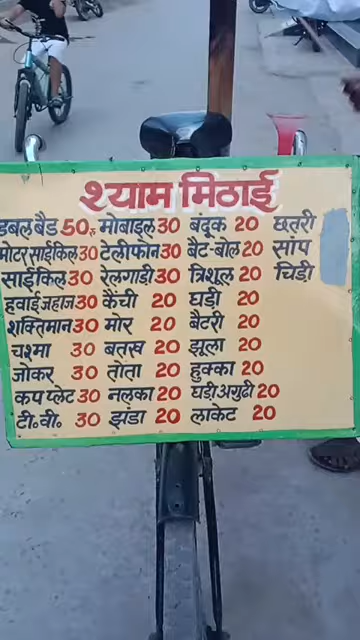 श्याम मिठाई
डबल बैड 50रु मोबाइल 30 बंदूक 20 छतरी
मोटर साईकिल 30 टेलीफोन 30 बैट-बोल 20 सांप
साईकिल 30 रेलगाड़ी 30 त्रिशूल 20 चिड़ी
हवाई जहाज 30 कैंची 20 घड़ी 20
शक्तिमान 30 मोर 20 बैटरी 20
चश्मा 30 बतख 20 झूला 20
जोकर 30 तोता 20 हुक्का 20
कप प्लेट 30 नलका 20 घड़ी अगुठी 20
टी.वी. 30 झंडा 20 लाकेट 20